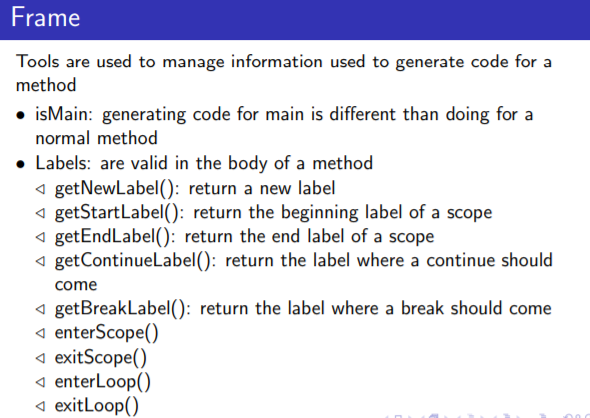 Frame
Tools are used to manage information used to generate code for a
method
• isMain: generating code for main is different than doing for a
normal method
• Labels: are valid in the body of a method
◁ getNewLabel(): return a new label
◁ getStartLabel(): return the beginning label of a scope
◁ getEndLabel(): return the end label of a scope
◁ getContinueLabel(): return the label where a continue should
come
◁ getBreakLabel(): return the label where a break should come
◁ enterScope()
◁ exitScope()
◁ enterLoop()
◁ exitLoop()